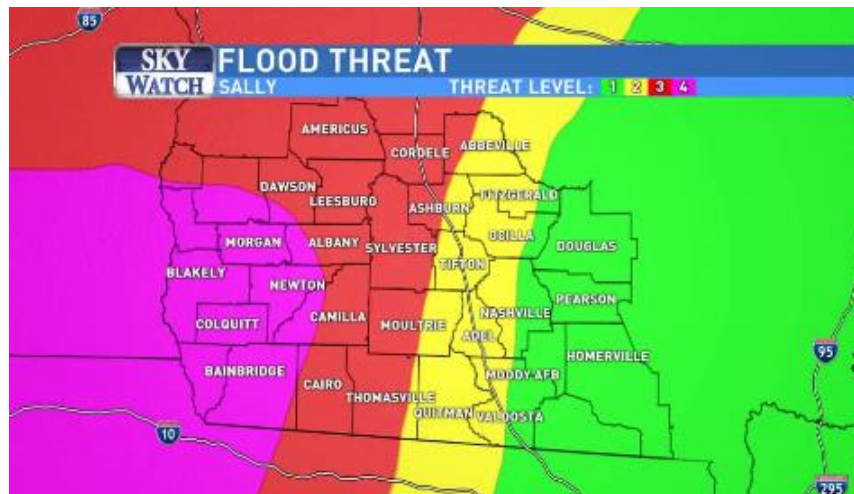 85
SKY
WATCH
FLOOD THREAT
SALLY
THREAT LEVEL: 1 2 3 4
AMERICUS
CORDELE
ABBEVILLE
DAWSON
LEESBURG
ASHBURN
FITZGERALD
MORGAN
ALBANY
SYLVESTER
OCILLA
DOUGLAS
TIFTON
BLAKELY
NEWTON
PEARSON
COLQUITT
CAMILLA
MOULTRIE
NASHVILLE
ADEL
95
HOMERVILLE
BAINBRIDGE
CAIRO
THOMASVILLE
MOODY AFB
QUITMAN
VALDOSTA
10
295